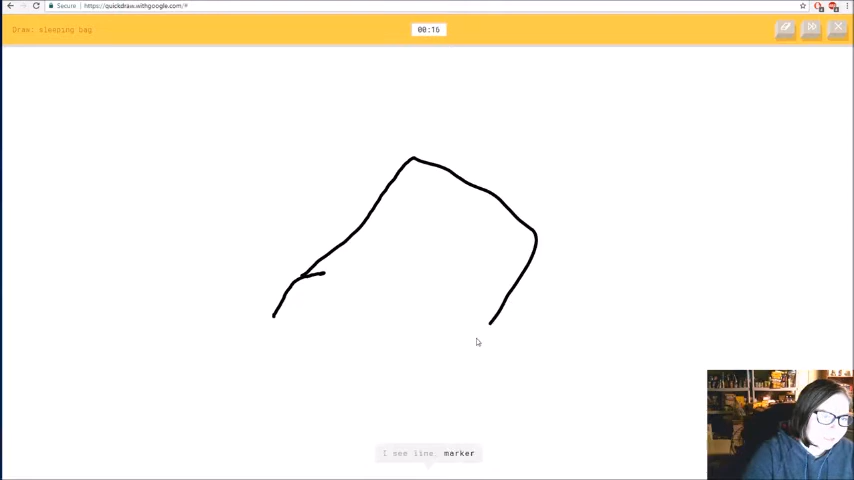 Secure https://quickdraw.withgoogle.com/#
Draw: sleeping bag
00:16
I see line, marker